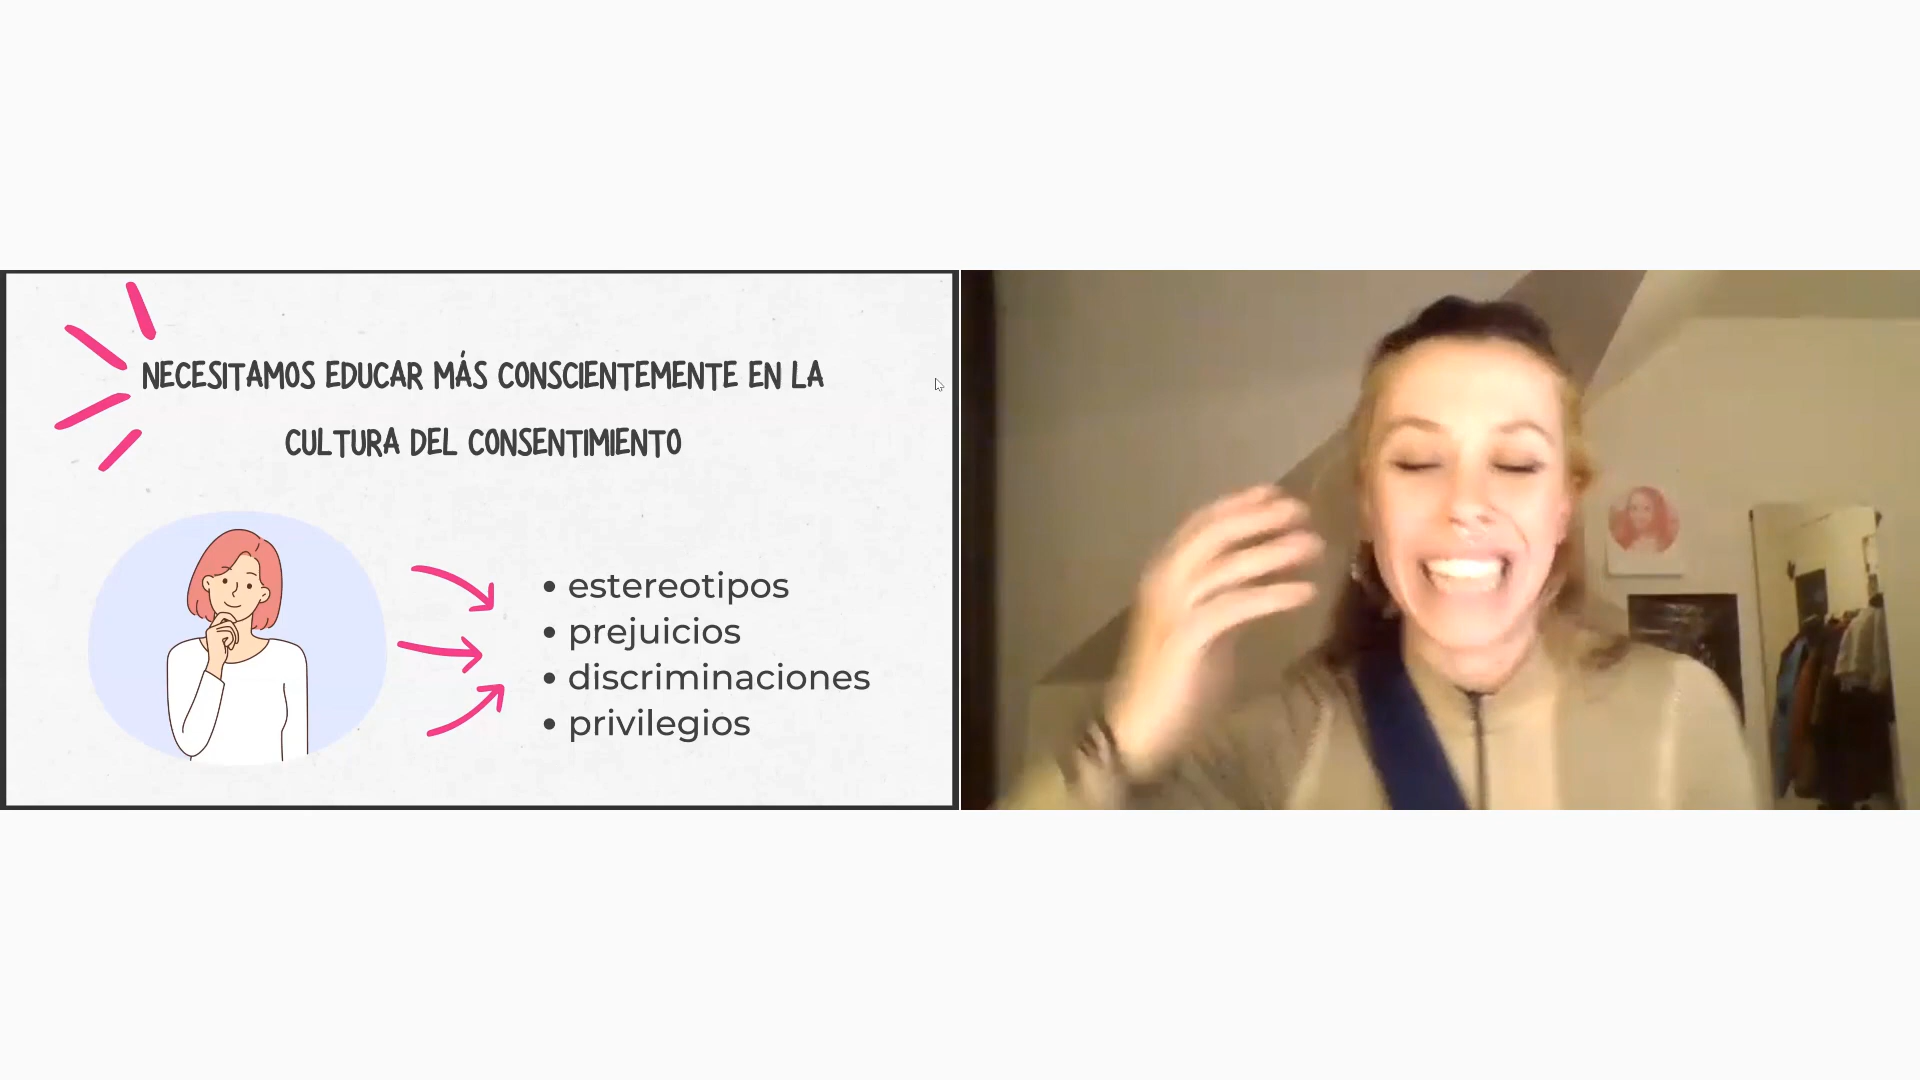 NECESITAMOS EDUCAR MÁS CONSCIENTEMENTE EN LA
CULTURA DEL CONSENTIMIENTO
• estereotipos
• prejuicios
• discriminaciones
• privilegios